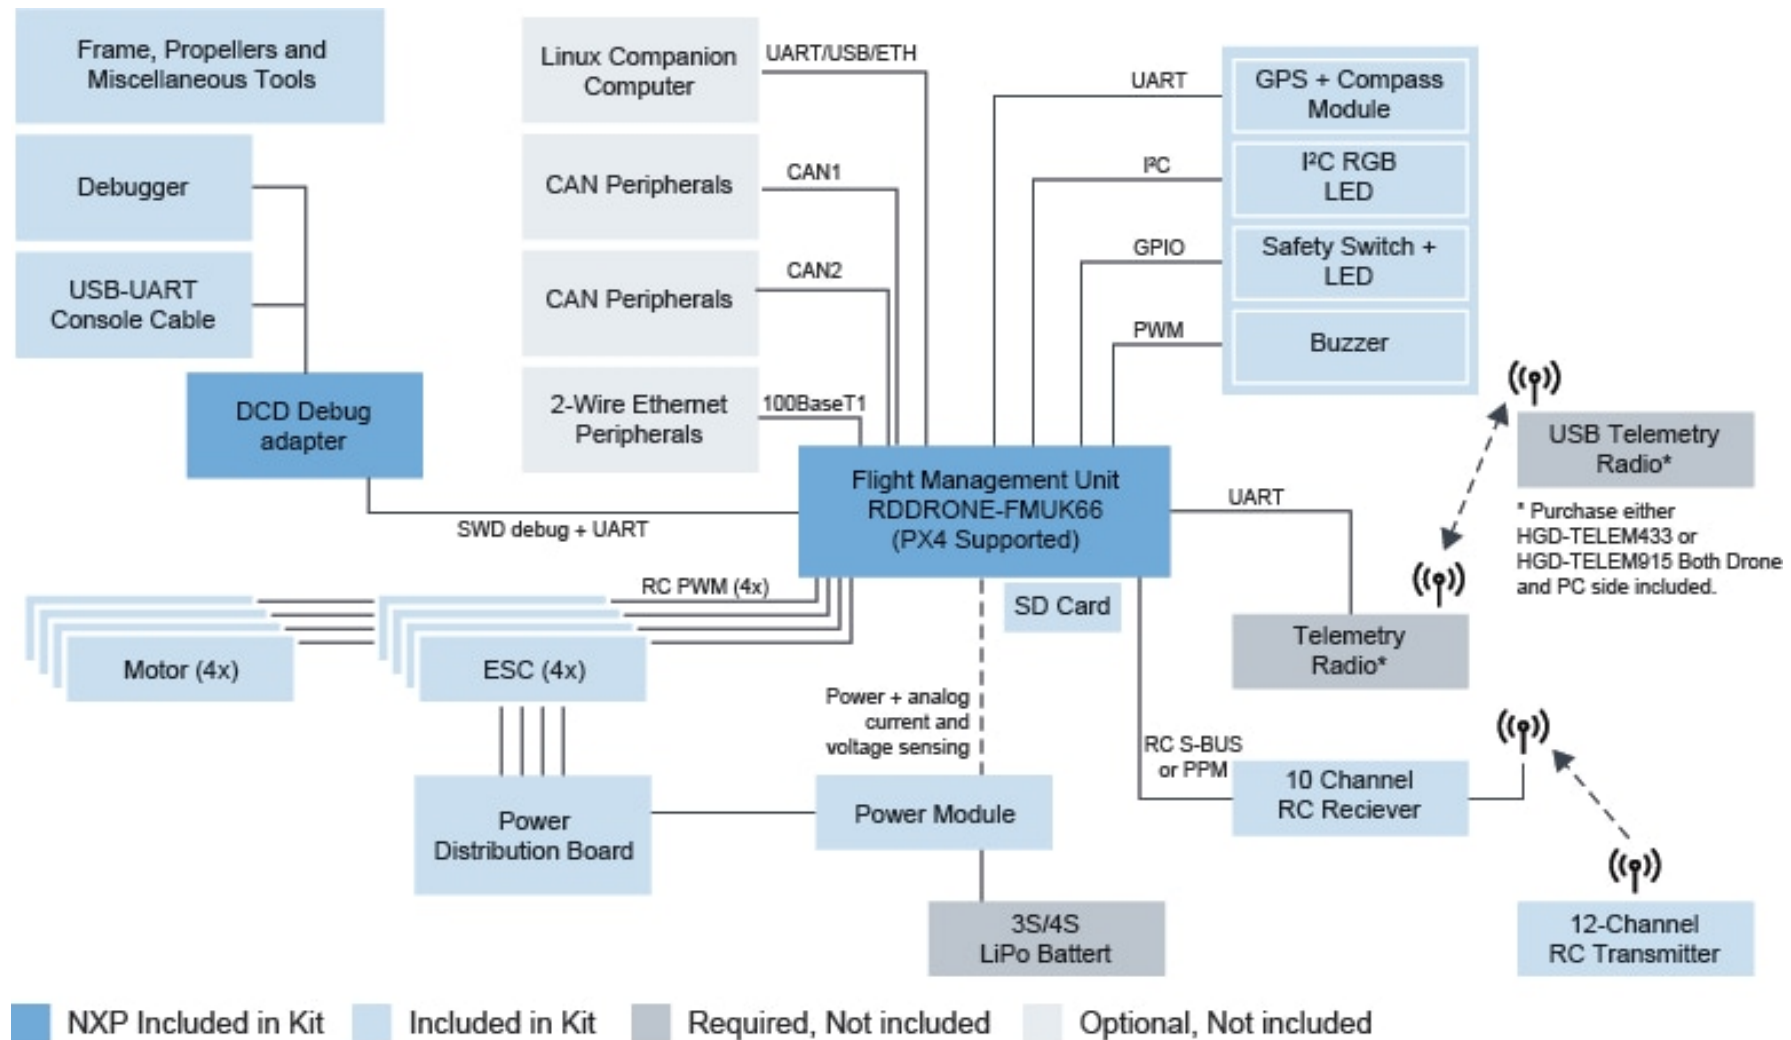 Frame, Propellers and
Miscellaneous Tools
Debugger
USB-UART
Console Cable
DCD Debug
adapter
SWD debug + UART
Linux Companion
Computer
UART/USB/ETH
CAN Peripherals
CAN1
CAN Peripherals
CAN2
2-Wire Ethernet
Peripherals
100BaseT1
UART
GPS + Compass
Module
I²C
I²C RGB
LED
GPIO
Safety Switch +
LED
PWM
Buzzer
Flight Management Unit
RDDRONE-FMUK66
(PX4 Supported)
SD Card
UART
USB Telemetry
Radio*
* Purchase either
HGD-TELEM433 or
HGD-TELEM915 Both Drone
and PC side included.
Telemetry
Radio*
RC PWM (4x)
Motor (4x)
ESC (4x)
Power + analog
current and
voltage sensing
RC S-BUS
or PPM
10 Channel
RC Reciever
Power
Distribution Board
Power Module
3S/4S
LiPo Battert
12-Channel
RC Transmitter
NXP Included in Kit
Included in Kit
Required, Not included
Optional, Not included